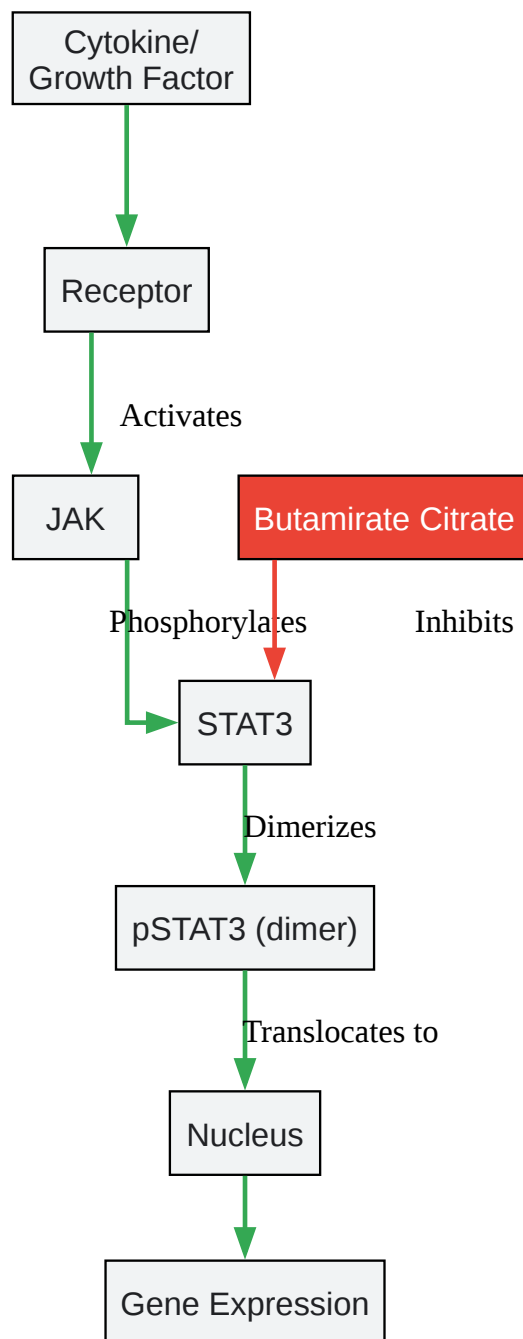 Cytokine/
Growth Factor
Receptor
Activates
JAK
Butamirate Citrate
Phosphorylates
Inhibits
STAT3
Dimerizes
pSTAT3 (dimer)
Translocates to
Nucleus
Gene Expression